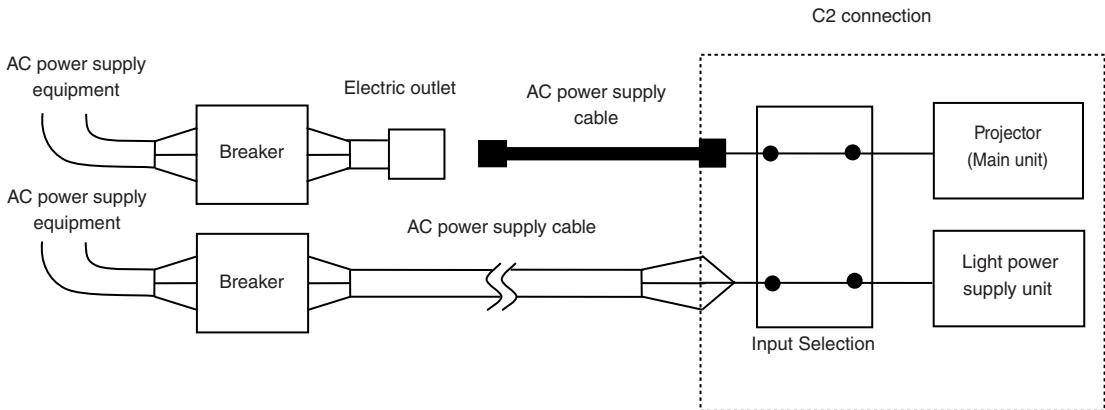 C2 connection
AC power supply
equipment
Electric outlet
AC power supply
cable
Breaker
Projector
(Main unit)
AC power supply
equipment
AC power supply cable
Breaker
Light power
supply unit
Input Selection